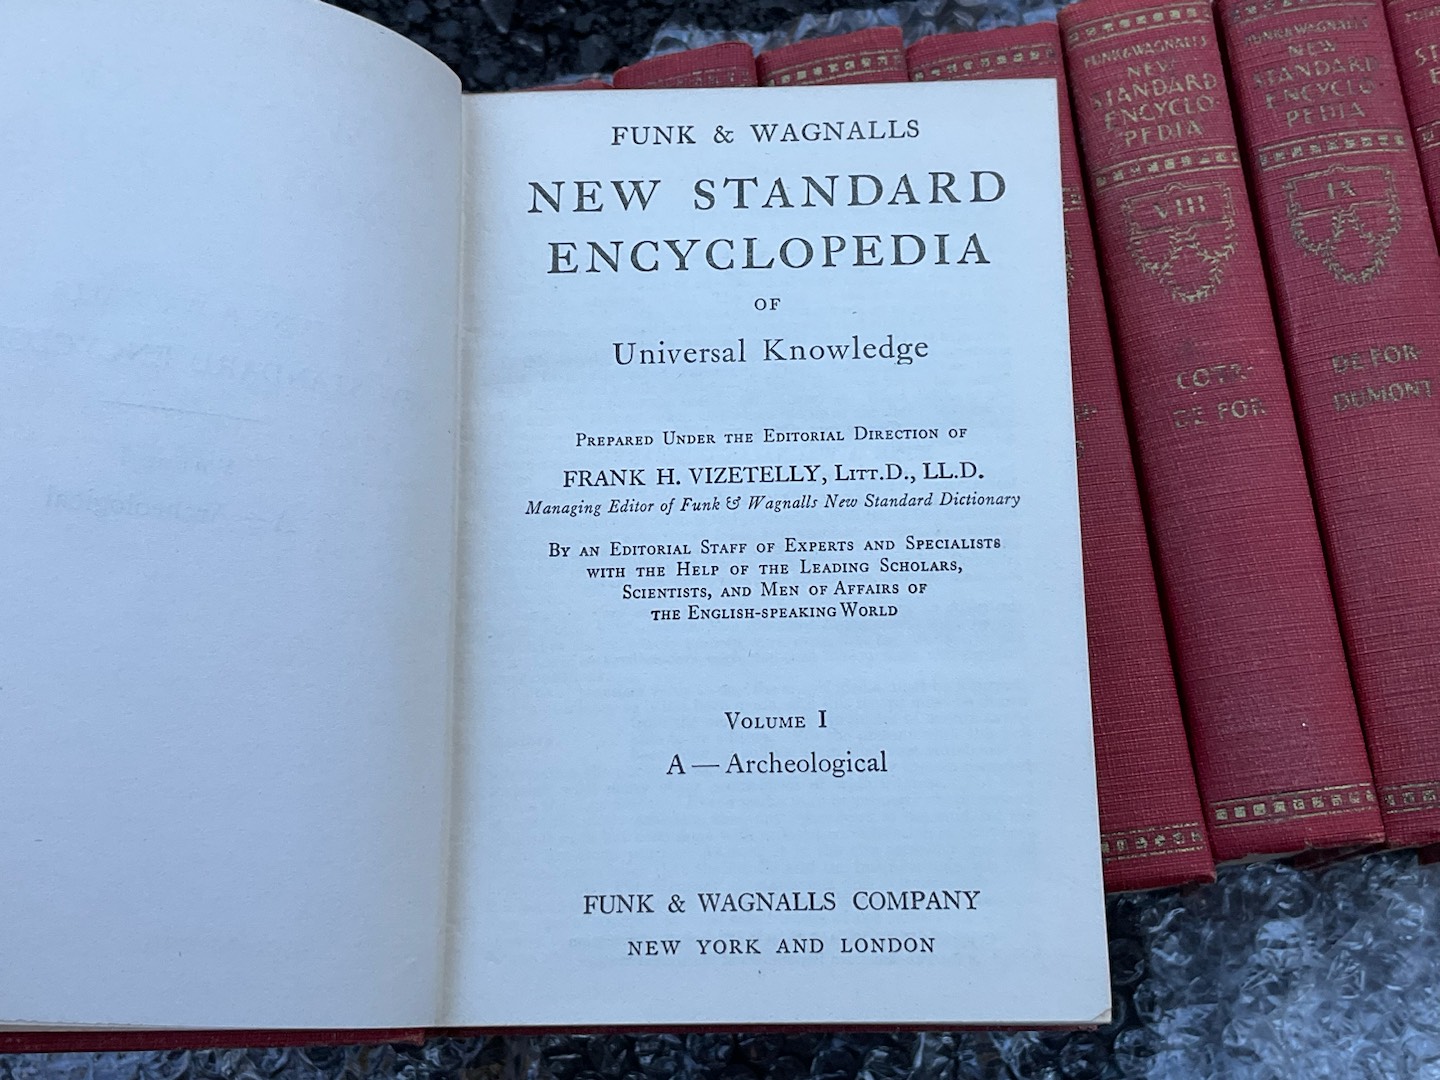 FUNK & WAGNALLS
NEW STANDARD
ENCYCLOPEDIA
OF
Universal Knowledge
PREPARED UNDER THE EDITORIAL DIRECTION OF
FRANK H. VIZETELLY, LITT.D., LL.D.
Managing Editor of Funk & Wagnalls New Standard Dictionary
BY AN EDITORIAL STAFF OF EXPERTS AND SPECIALISTS
WITH THE HELP OF THE LEADING SCHOLARS,
SCIENTISTS, AND MEN OF AFFAIRS OF
THE ENGLISH-SPEAKING WORLD
VOLUME I
A — Archeological
FUNK & WAGNALLS COMPANY
NEW YORK AND LONDON
FUNK & WAGNALLS
NEW
STANDARD
ENCYCLO-
PEDIA
VIII
COTR-
DE FOR
FUNK & WAGNALLS
NEW
STANDARD
ENCYCLO-
PEDIA
IX
DE FOR-
DUMONT